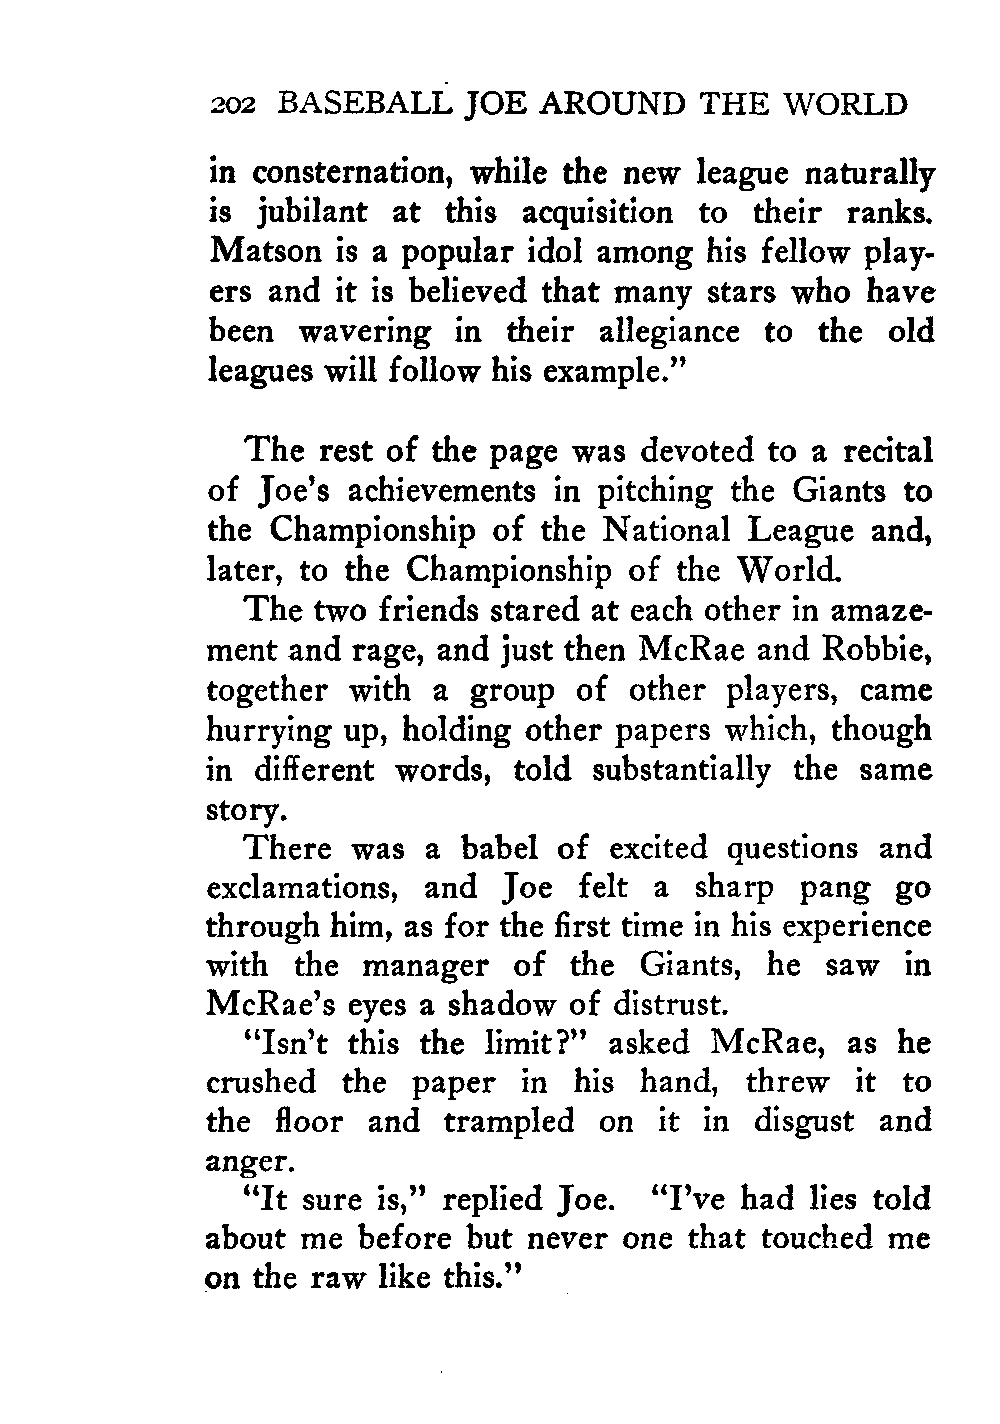 202 BASEBALL JOE AROUND THE WORLD
in consternation, while the new league naturally
is jubilant at this acquisition to their ranks.
Matson is a popular idol among his fellow play-
ers and it is believed that many stars who have
been wavering in their allegiance to the old
leagues will follow his example.”
The rest of the page was devoted to a recital
of Joe’s achievements in pitching the Giants to
the Championship of the National League and,
later, to the Championship of the World.
The two friends stared at each other in amaze-
ment and rage, and just then McRae and Robbie,
together with a group of other players, came
hurrying up, holding other papers which, though
in different words, told substantially the same
story.
There was a babel of excited questions and
exclamations, and Joe felt a sharp pang go
through him, as for the first time in his experience
with the manager of the Giants, he saw in
McRae’s eyes a shadow of distrust.
“Isn’t this the limit?” asked McRae, as he
crushed the paper in his hand, threw it to
the floor and trampled on it in disgust and
anger.
“It sure is,” replied Joe. “I’ve had lies told
about me before but never one that touched me
on the raw like this.”